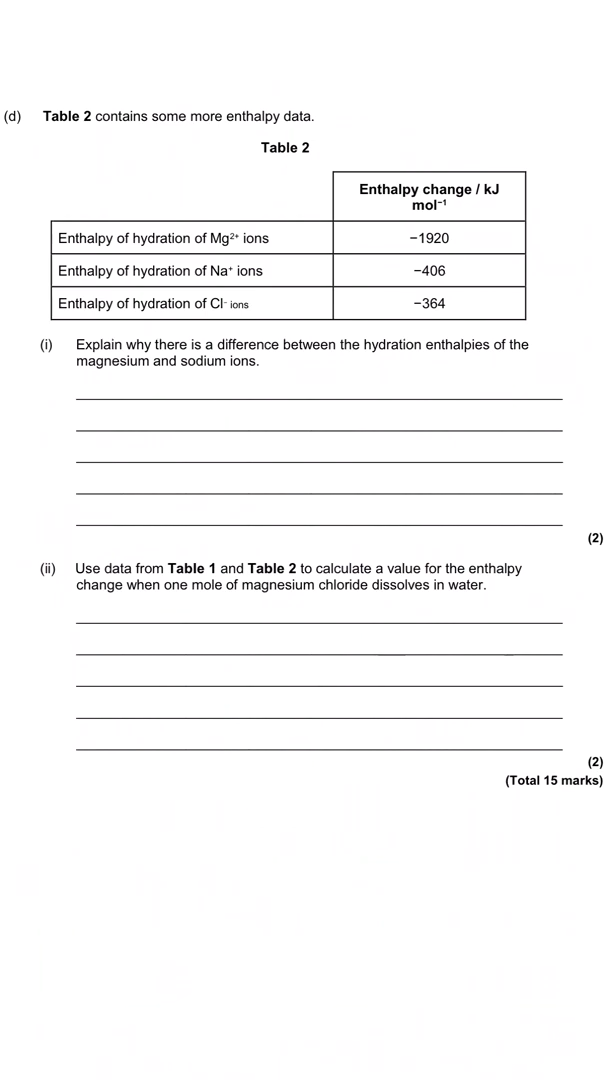 (d) Table 2 contains some more enthalpy data.
Table 2
Enthalpy change / kJ
mol⁻¹
Enthalpy of hydration of Mg²⁺ ions −1920
Enthalpy of hydration of Na⁺ ions −406
Enthalpy of hydration of Cl⁻ ions −364
(i) Explain why there is a difference between the hydration enthalpies of the
magnesium and sodium ions.
(2)
(ii) Use data from Table 1 and Table 2 to calculate a value for the enthalpy
change when one mole of magnesium chloride dissolves in water.
(2)
(Total 15 marks)